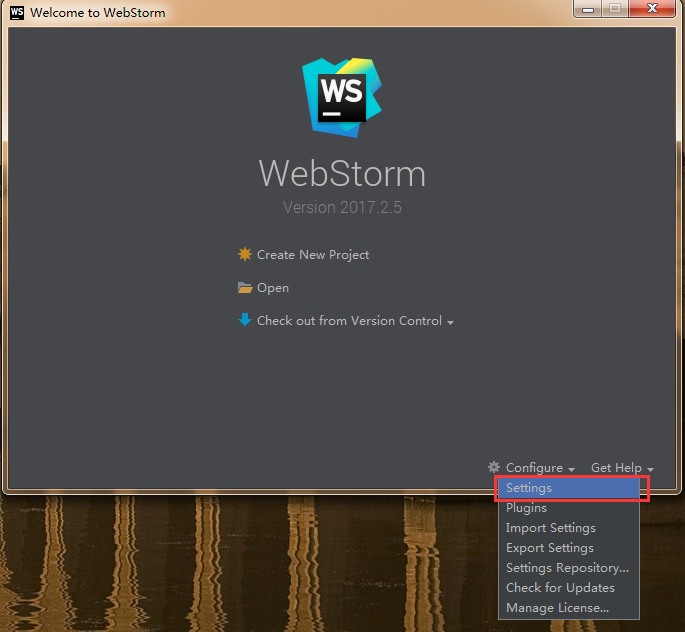 WS Welcome to WebStorm
WS
WebStorm
Version 2017.2.5
Create New Project
Open
Check out from Version Control
Configure Get Help
Settings
Plugins
Import Settings
Export Settings
Settings Repository...
Check for Updates
Manage License...